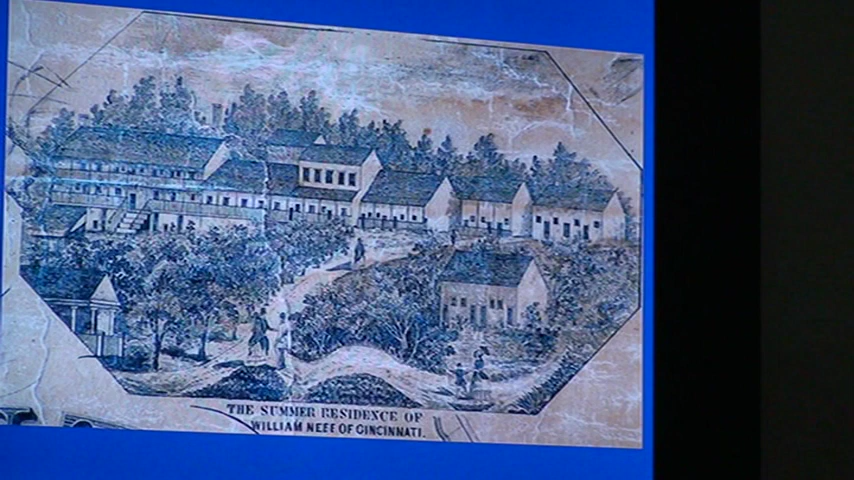 THE SUMMER RESIDENCE OF
WILLIAM NEFF OF CINCINNATI.